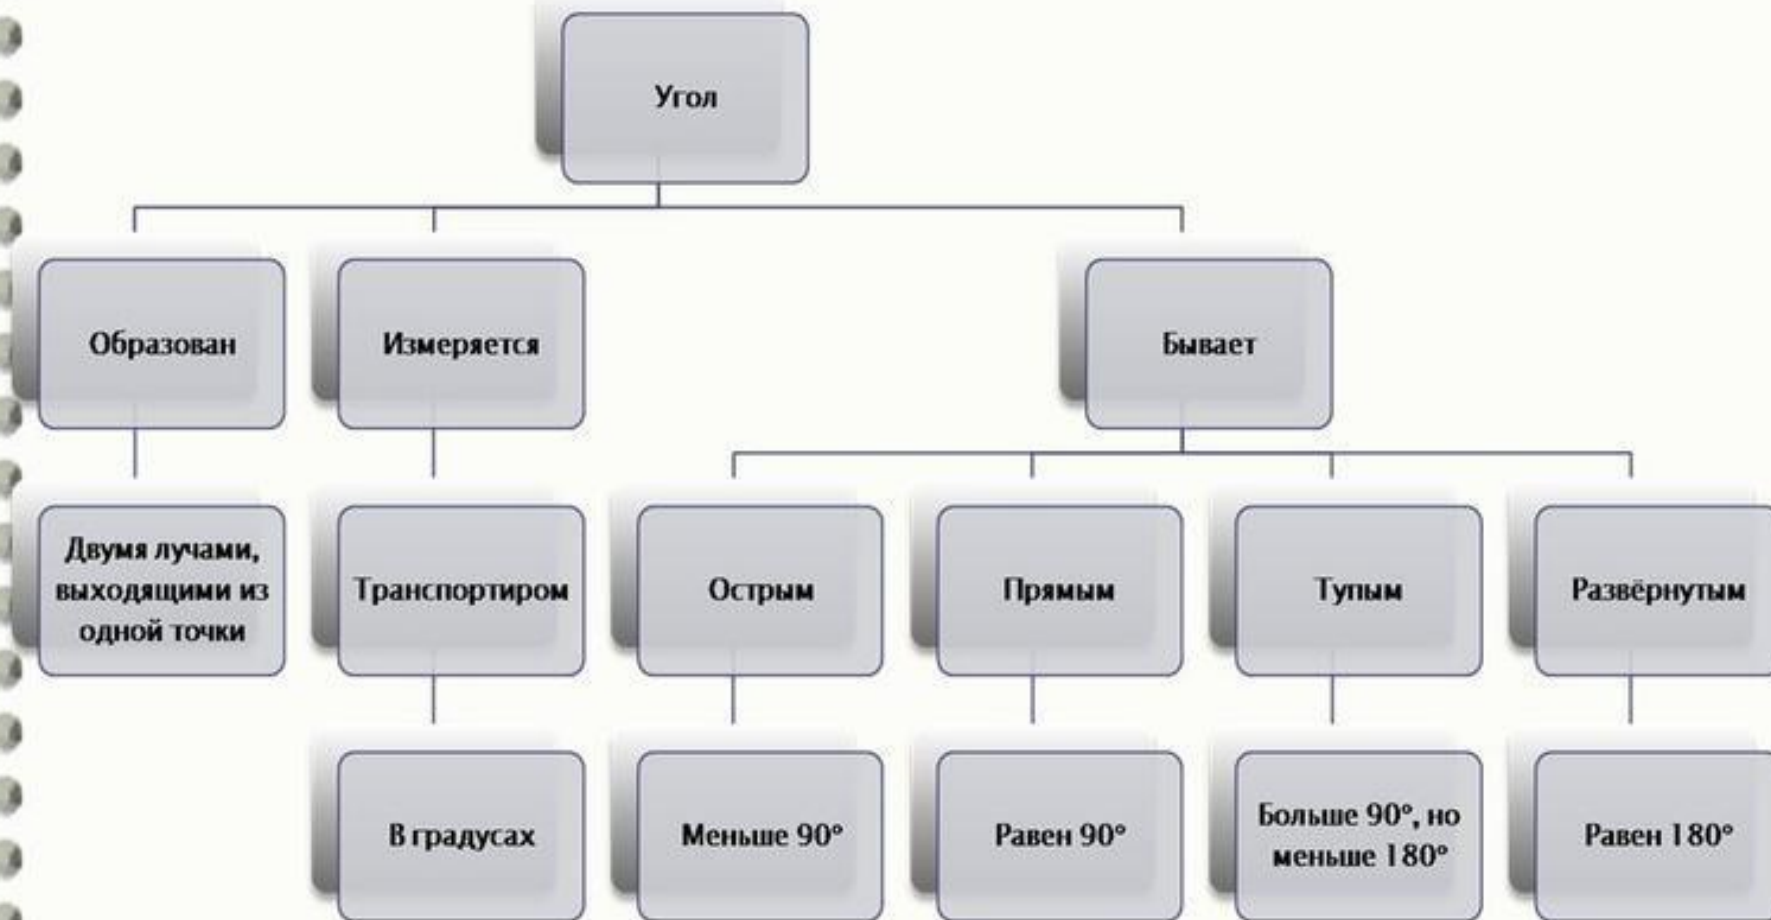 Угол
Образован
Измеряется
Бывает
Двумя лучами,
выходящими из
одной точки
Транспортиром
Острым
Прямым
Тупым
Развёрнутым
В градусах
Меньше 90°
Равен 90°
Больше 90°, но
меньше 180°
Равен 180°